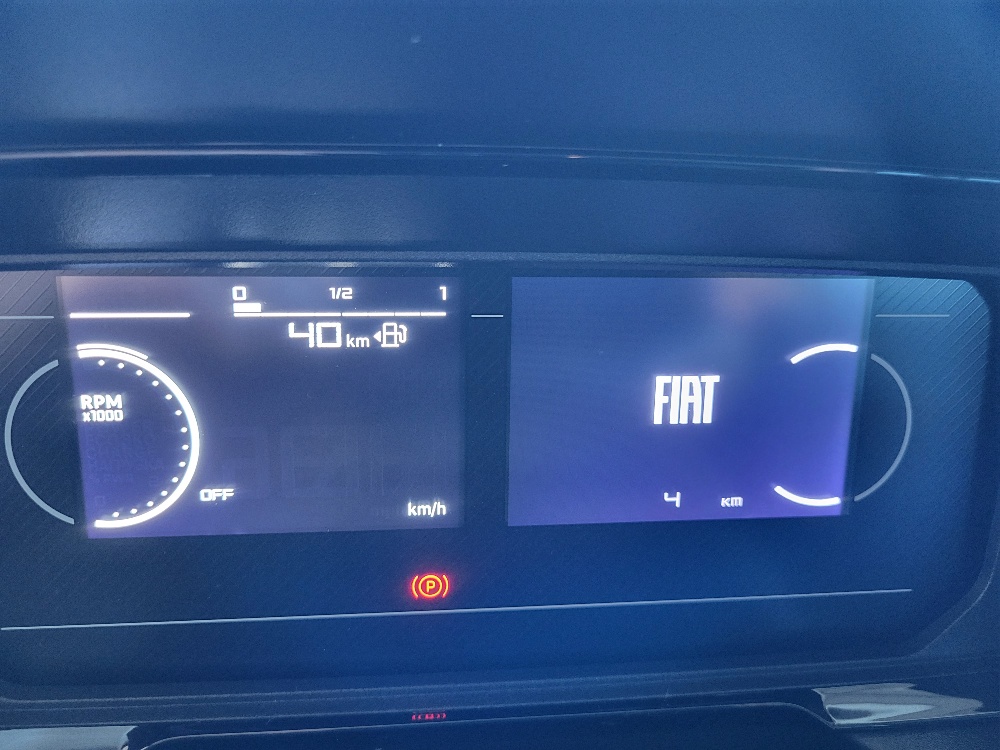 0 1/2 1
40 km
RPM
x1000
OFF
km/h
FIAT
4 KM
P